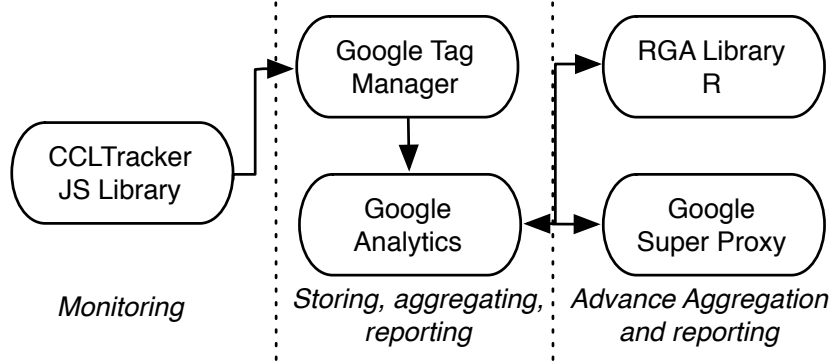 CCLTracker
JS Library
Monitoring
Google Tag
Manager
Google
Analytics
Storing, aggregating,
reporting
RGA Library
R
Google
Super Proxy
Advance Aggregation
and reporting